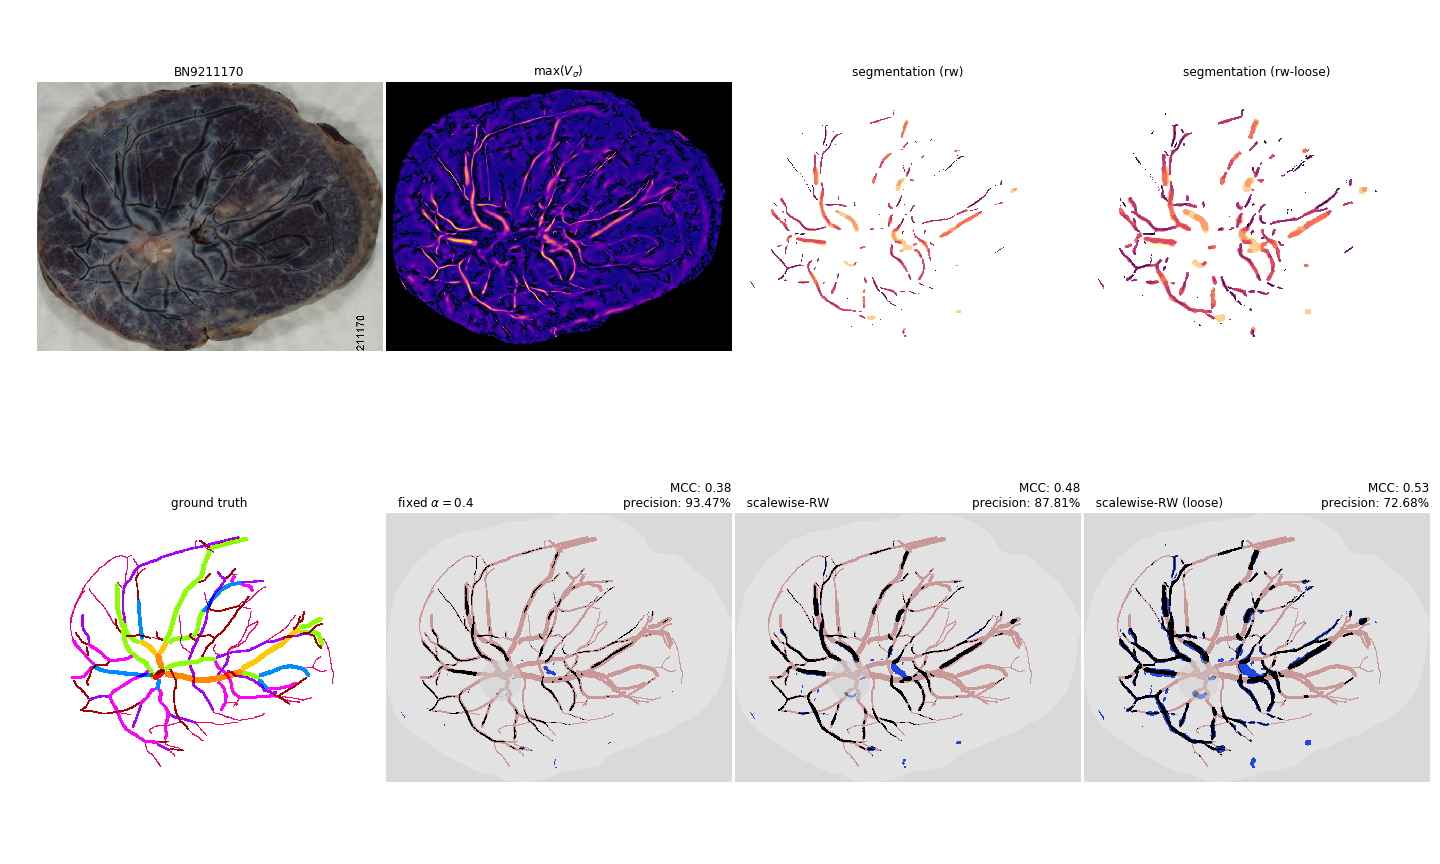 BN9211170
max(V_σ)
segmentation (rw)
segmentation (rw-loose)
211170
ground truth
fixed α = 0.4
MCC: 0.38
precision: 93.47%
scalewise-RW
MCC: 0.48
precision: 87.81%
scalewise-RW (loose)
MCC: 0.53
precision: 72.68%